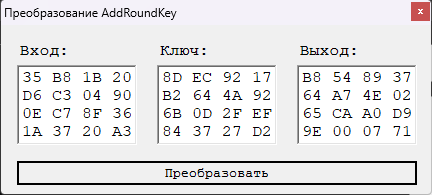 Преобразование AddRoundKey
x
Вход: Ключ: Выход:
35 B8 1B 20 8D EC 92 17 B8 54 89 37
D6 C3 04 90 B2 64 4A 92 64 A7 4E 02
0E C7 8F 36 6B 0D 2F EF 65 CA A0 D9
1A 37 20 A3 84 37 27 D2 9E 00 07 71
Преобразовать